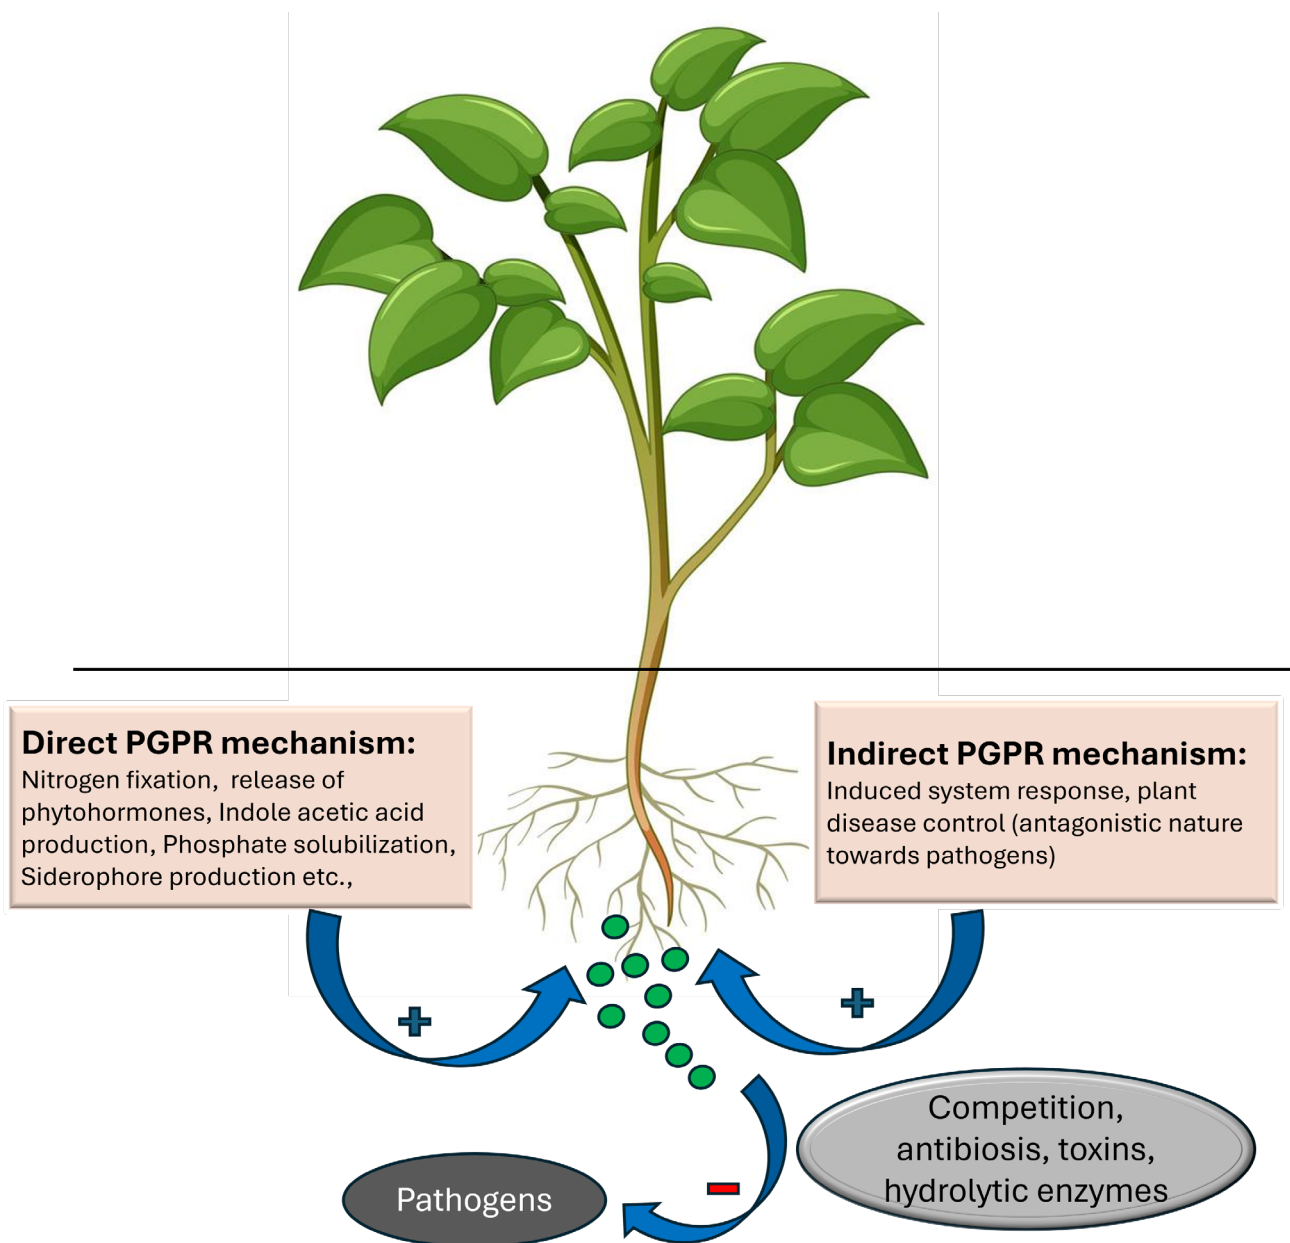 Direct PGPR mechanism:
Nitrogen fixation,  release of
phytohormones, Indole acetic acid
production, Phosphate solubilization,
Siderophore production etc.,
Indirect PGPR mechanism:
Induced system response, plant
disease control (antagonistic nature
towards pathogens)
Competition,
antibiosis, toxins,
hydrolytic enzymes
Pathogens